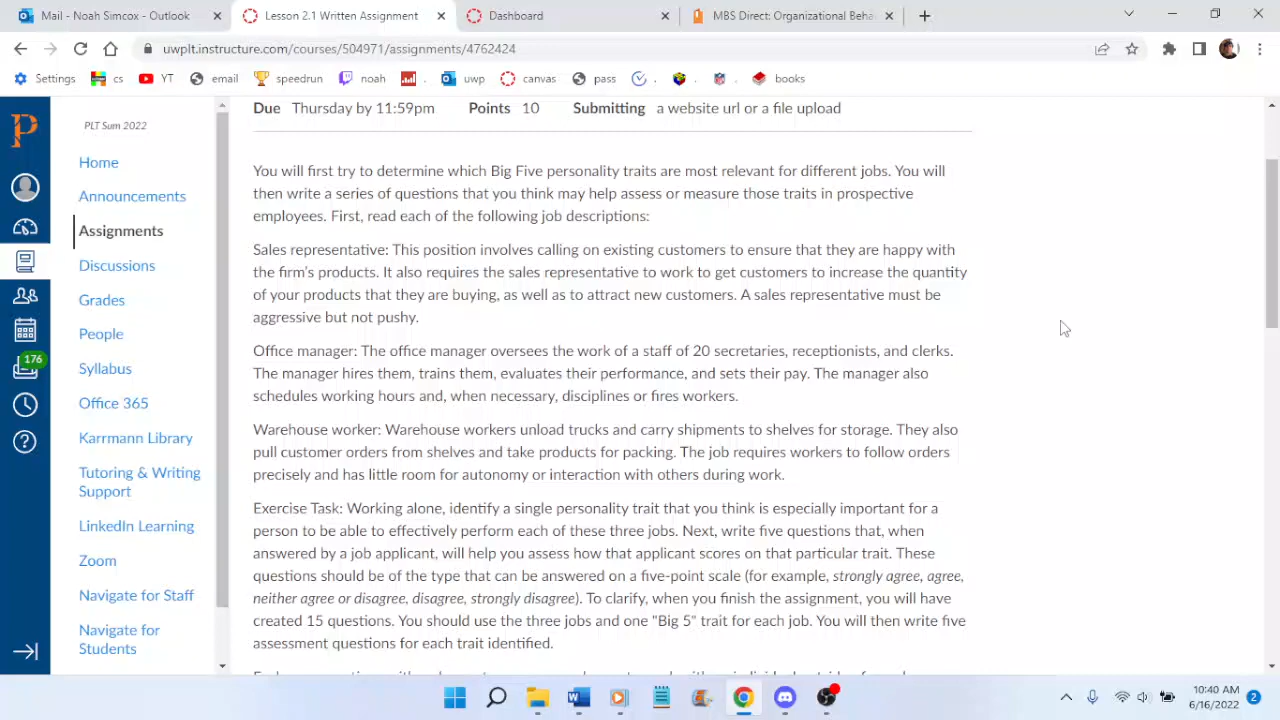 Mail - Noah Simcox - Outlook
Lesson 2.1 Written Assignment
Dashboard
MBS Direct: Organizational Beha
uwplt.instructure.com/courses/504971/assignments/4762424
Settings cs YT email speedrun noah . uwp canvas pass . . . books
PLT Sum 2022
Home
Announcements
Assignments
Discussions
Grades
People
Syllabus
Office 365
Karrmann Library
Tutoring & Writing
Support
LinkedIn Learning
Zoom
Navigate for Staff
Navigate for
Students
176
Due Thursday by 11:59pm Points 10 Submitting a website url or a file upload
You will first try to determine which Big Five personality traits are most relevant for different jobs. You will
then write a series of questions that you think may help assess or measure those traits in prospective
employees. First, read each of the following job descriptions:
Sales representative: This position involves calling on existing customers to ensure that they are happy with
the firm's products. It also requires the sales representative to work to get customers to increase the quantity
of your products that they are buying, as well as to attract new customers. A sales representative must be
aggressive but not pushy.
Office manager: The office manager oversees the work of a staff of 20 secretaries, receptionists, and clerks.
The manager hires them, trains them, evaluates their performance, and sets their pay. The manager also
schedules working hours and, when necessary, disciplines or fires workers.
Warehouse worker: Warehouse workers unload trucks and carry shipments to shelves for storage. They also
pull customer orders from shelves and take products for packing. The job requires workers to follow orders
precisely and has little room for autonomy or interaction with others during work.
Exercise Task: Working alone, identify a single personality trait that you think is especially important for a
person to be able to effectively perform each of these three jobs. Next, write five questions that, when
answered by a job applicant, will help you assess how that applicant scores on that particular trait. These
questions should be of the type that can be answered on a five-point scale (for example, strongly agree, agree,
neither agree or disagree, disagree, strongly disagree). To clarify, when you finish the assignment, you will have
created 15 questions. You should use the three jobs and one "Big 5" trait for each job. You will then write five
assessment questions for each trait identified.
10:40 AM
6/16/2022
2